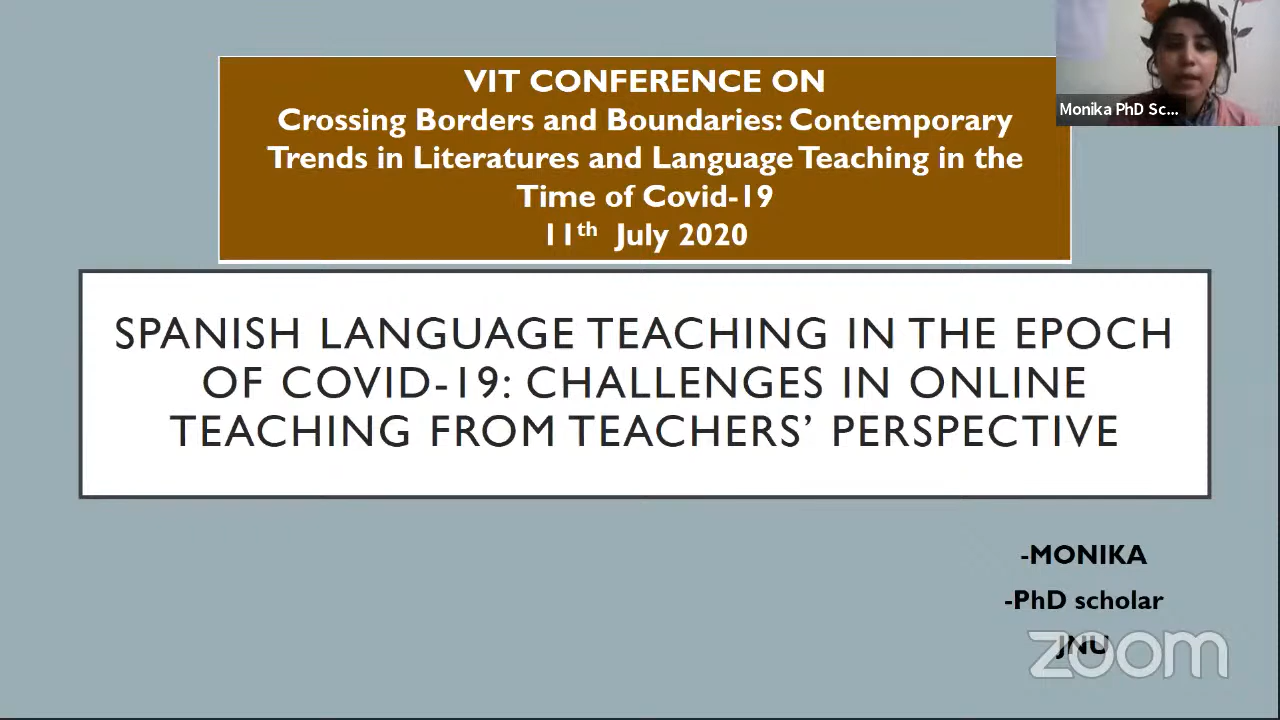 VIT CONFERENCE ON
Crossing Borders and Boundaries: Contemporary
Trends in Literatures and Language Teaching in the
Time of Covid-19
11th July 2020
Monika PhD Sc...
SPANISH LANGUAGE TEACHING IN THE EPOCH
OF COVID-19: CHALLENGES IN ONLINE
TEACHING FROM TEACHERS’ PERSPECTIVE
-MONIKA
-PhD scholar
JNU
zoom